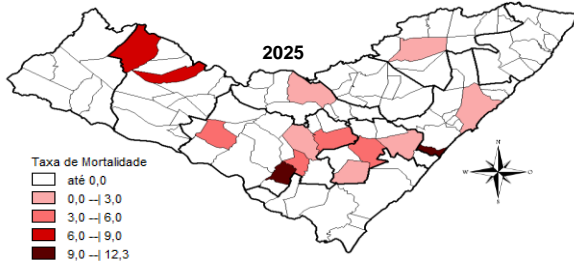 2025
Taxa de Mortalidade
até 0,0
0,0 --| 3,0
3,0 --| 6,0
6,0 --| 9,0
9,0 --| 12,3
N
W
O
S